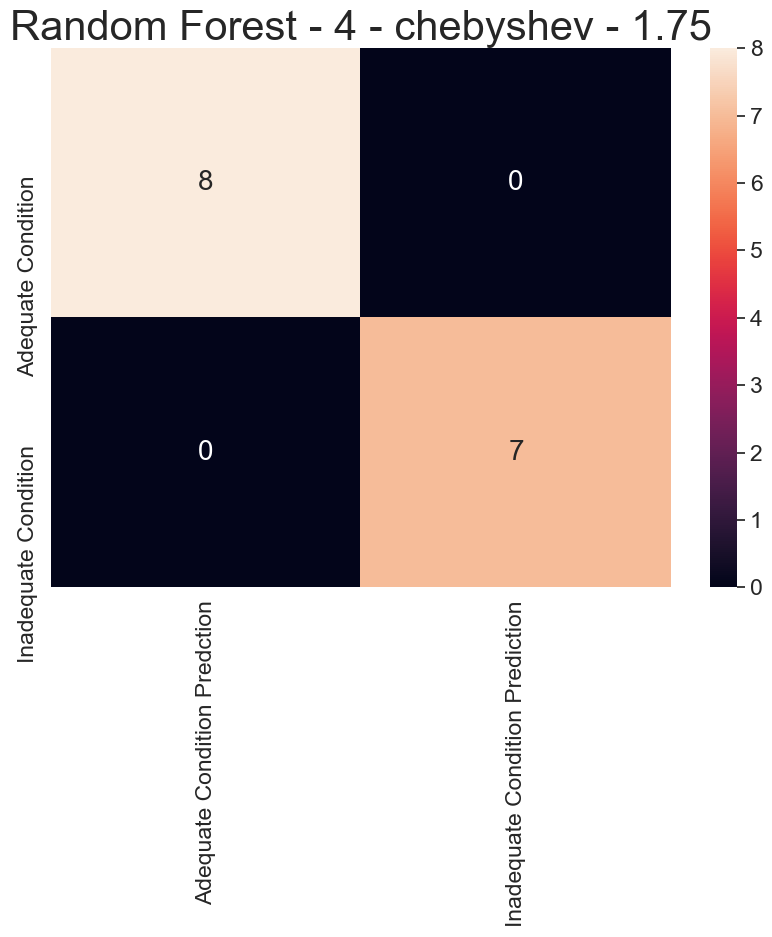 Random Forest - 4 - chebyshev - 1.75
Adequate Condition
Inadequate Condition
8
0
0
7
Adequate Condition Predction
Inadequate Condition Prediction
8
7
6
5
4
3
2
1
0